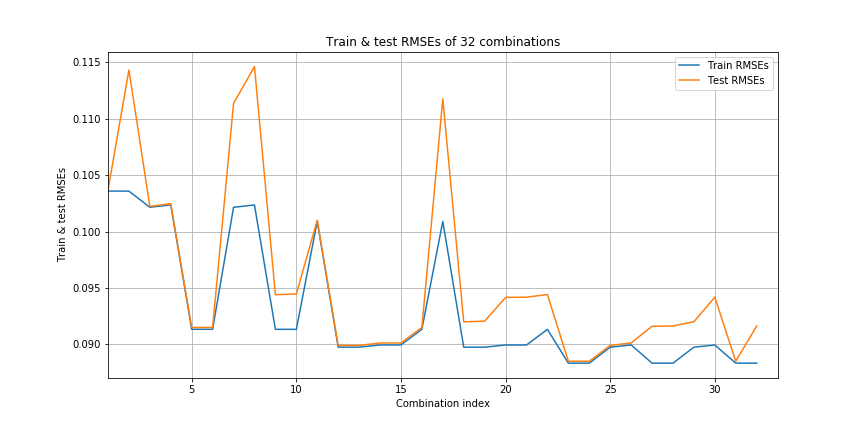 Train & test RMSEs of 32 combinations
Train & test RMSEs
0.115
0.110
0.105
0.100
0.095
0.090
Train RMSEs
Test RMSEs
5
10
15
20
25
30
Combination index